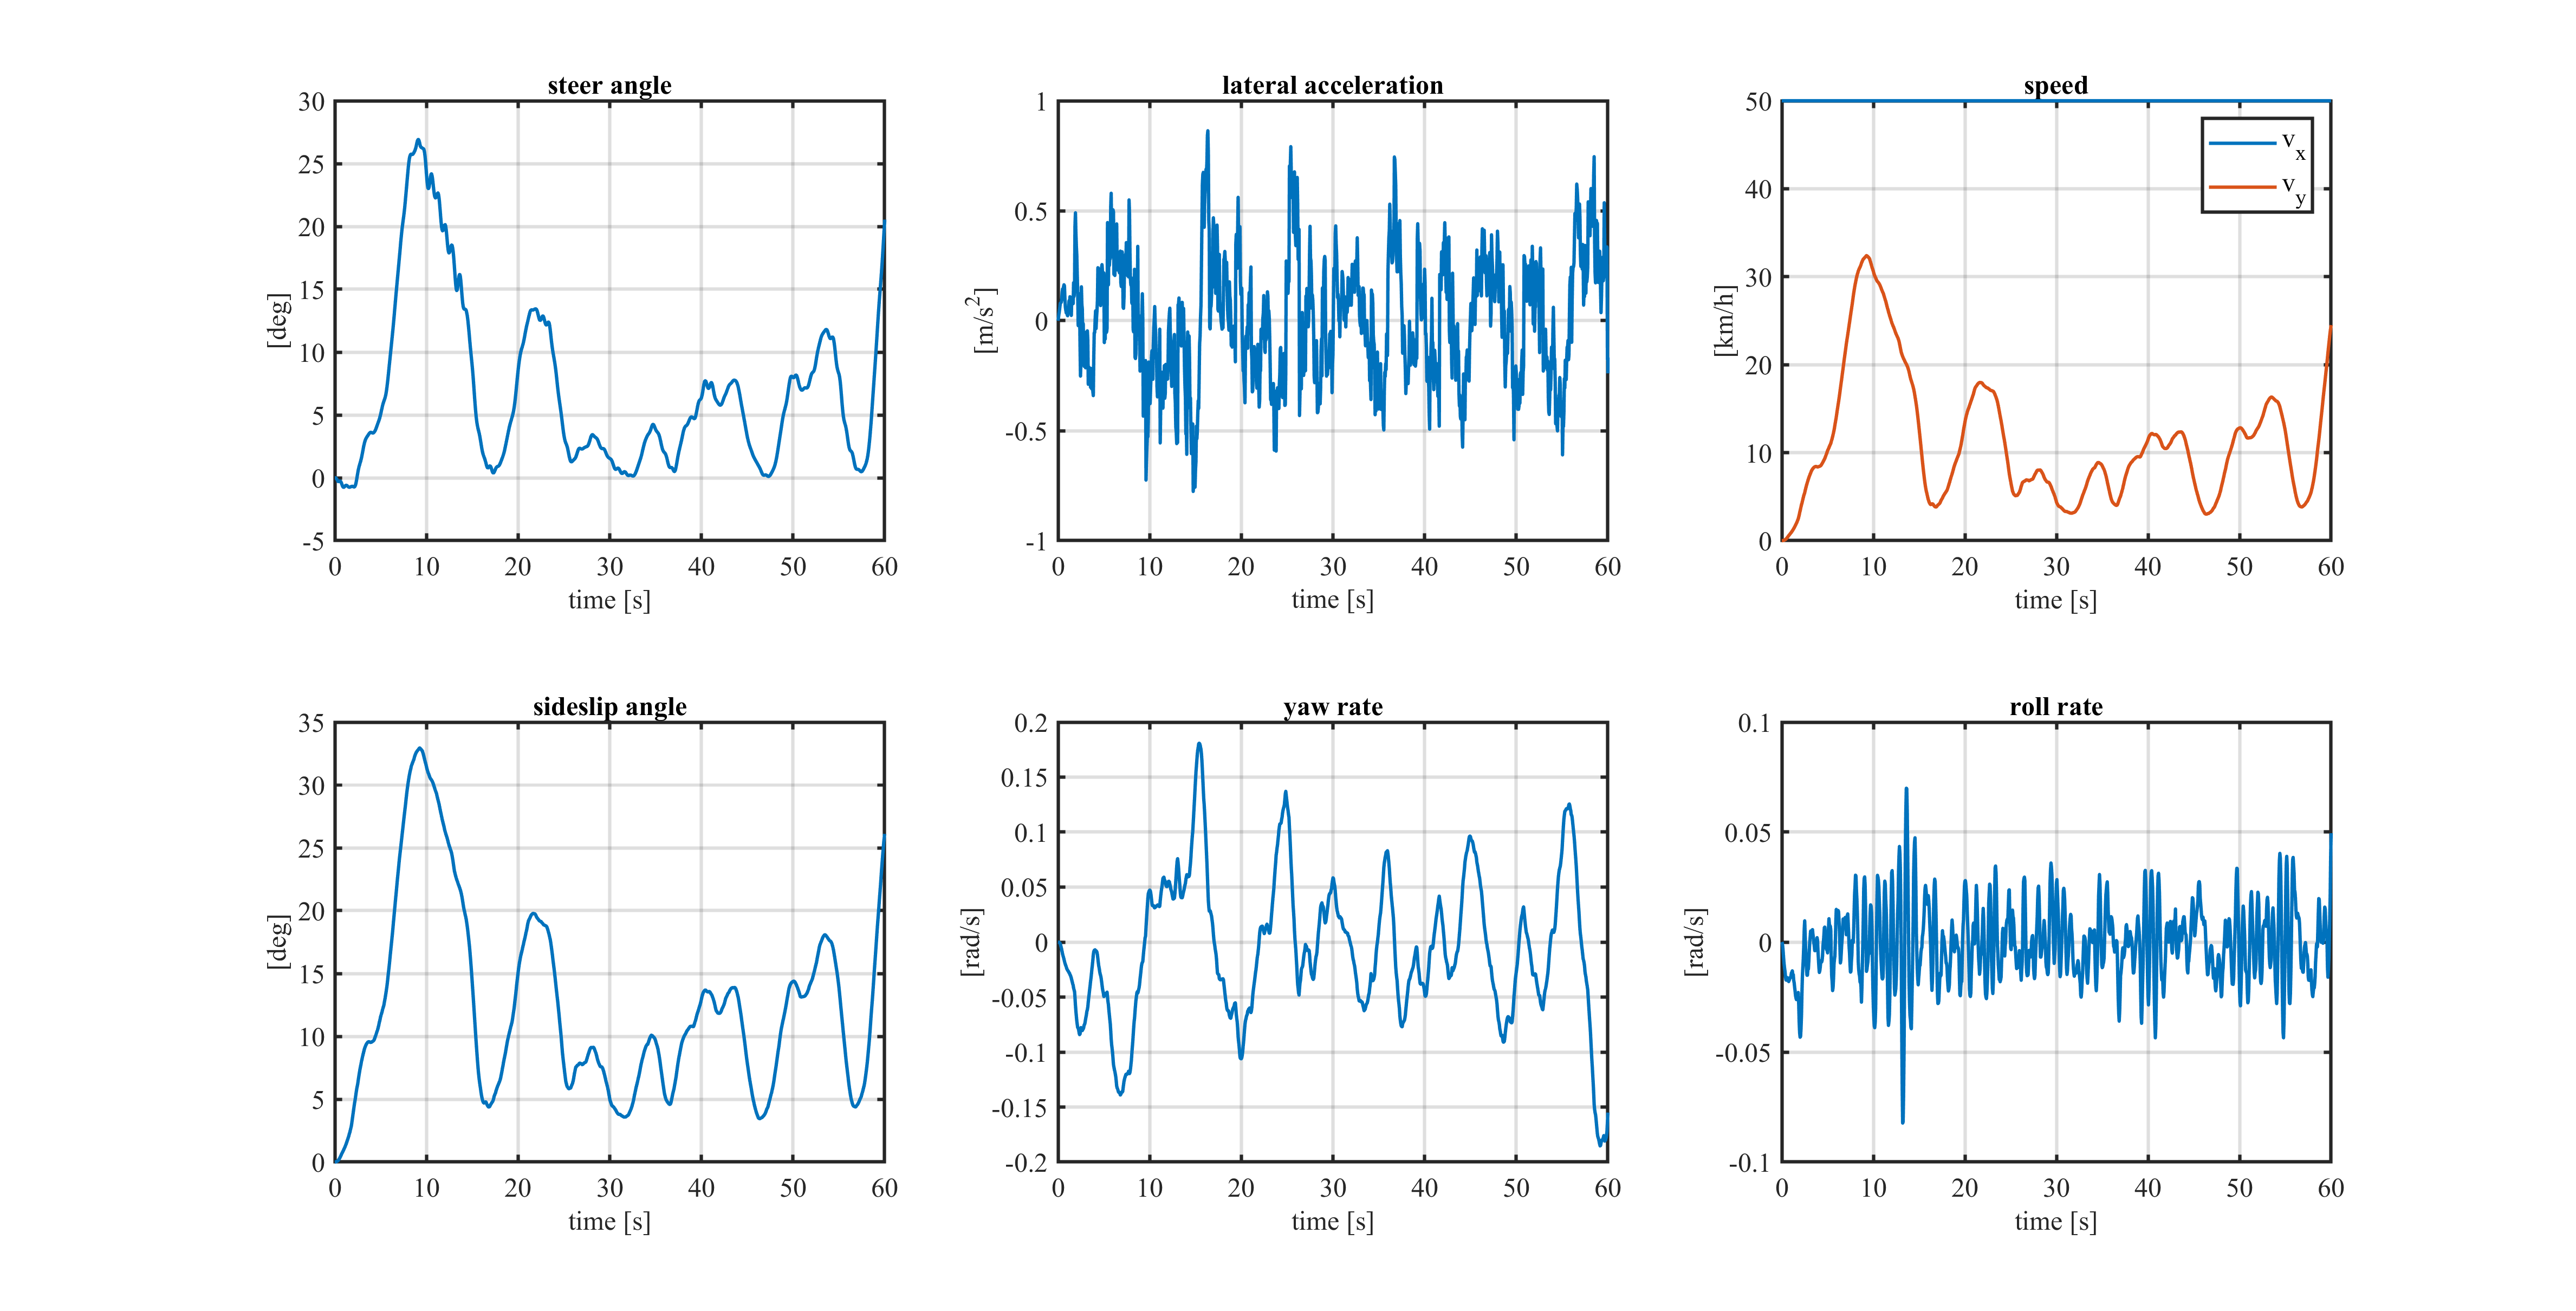 steer angle
30
25
20
15
10
5
0
-5
[deg]
0 10 20 30 40 50 60
time [s]
lateral acceleration
1
0.5
0
-0.5
-1
[m/s²]
0 10 20 30 40 50 60
time [s]
speed
50
40
30
20
10
0
[km/h]
v_x
v_y
0 10 20 30 40 50 60
time [s]
sideslip angle
35
30
25
20
15
10
5
0
[deg]
0 10 20 30 40 50 60
time [s]
yaw rate
0.2
0.15
0.1
0.05
0
-0.05
-0.1
-0.15
-0.2
[rad/s]
0 10 20 30 40 50 60
time [s]
roll rate
0.1
0.05
0
-0.05
-0.1
[rad/s]
0 10 20 30 40 50 60
time [s]